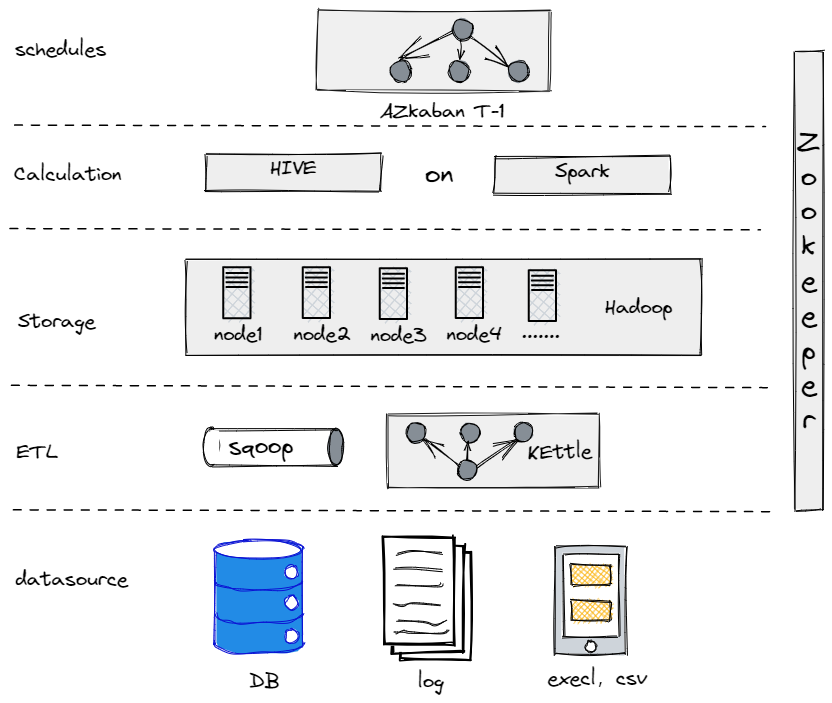 schedules
AZkaban T-1
Calculation
HIVE
on
Spark
Storage
node1
node2
node3
node4
.......
Hadoop
ETL
sqoop
KEttle
datasource
DB
log
execl, csv
Zookeeper